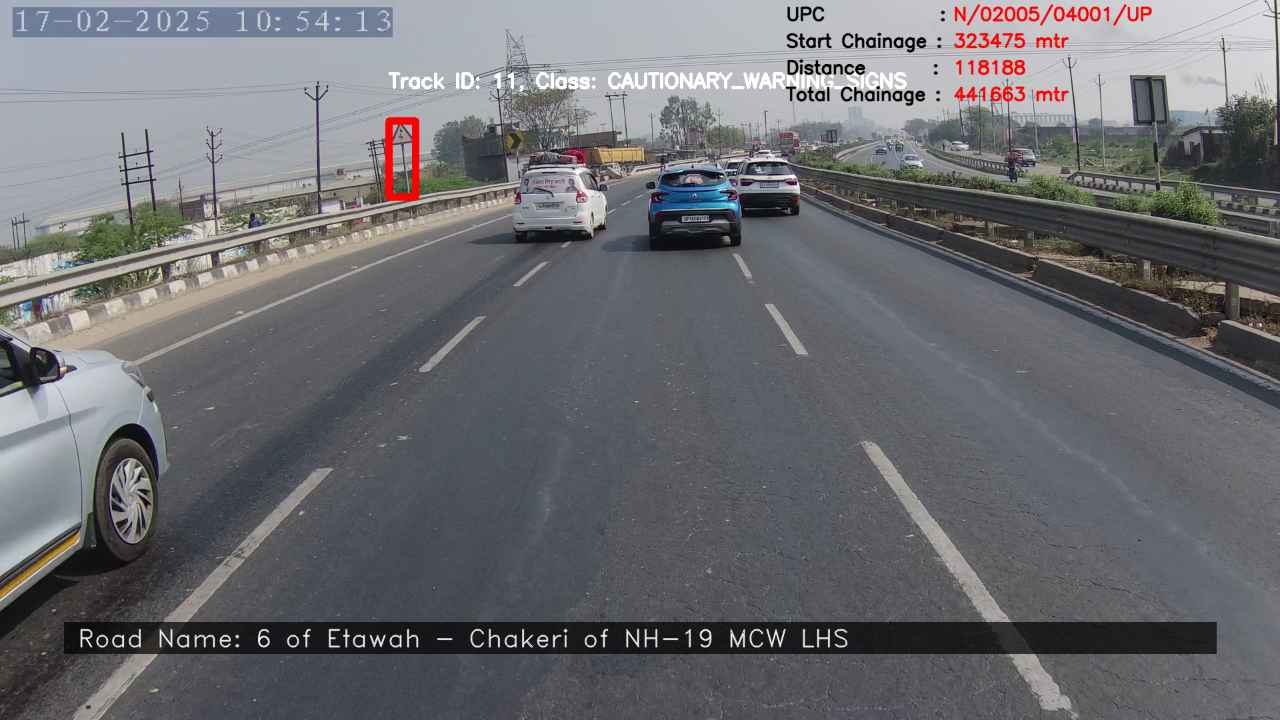 17-02-2025 10:54:13
UPC : N/02005/04001/UP
Start Chainage : 323475 mtr
Distance : 118188
Total Chainage : 441663 mtr
Track ID: 11, Class: CAUTIONARY_WARNING_SIGNS
Road Name: 6 of Etawah - Chakeri of NH-19 MCW LHS